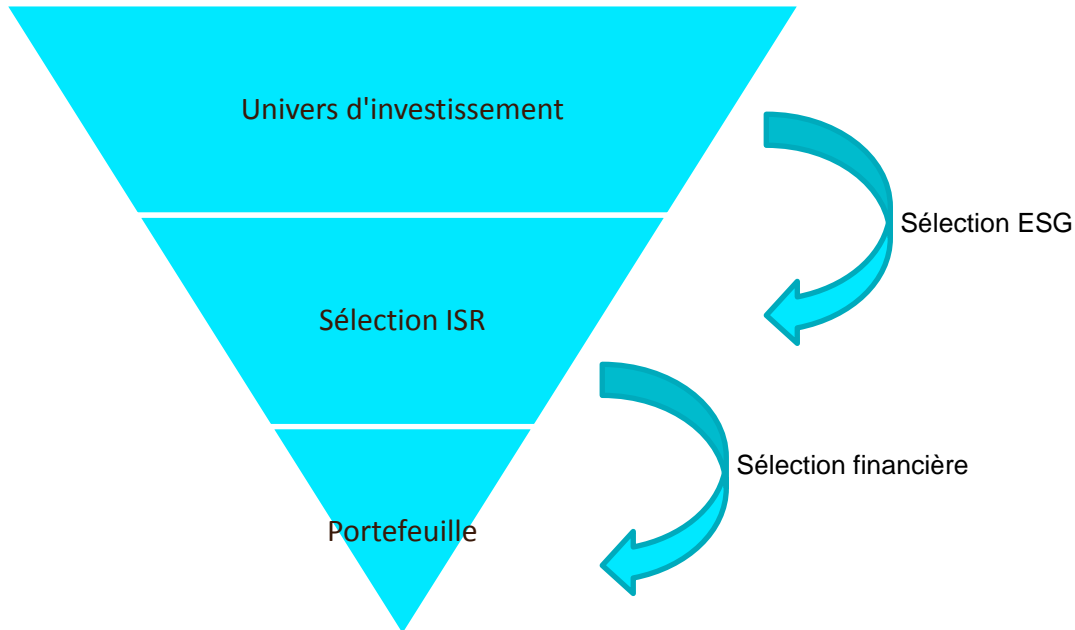 Univers d'investissement
Sélection ESG
Sélection ISR
Sélection financière
Portefeuille